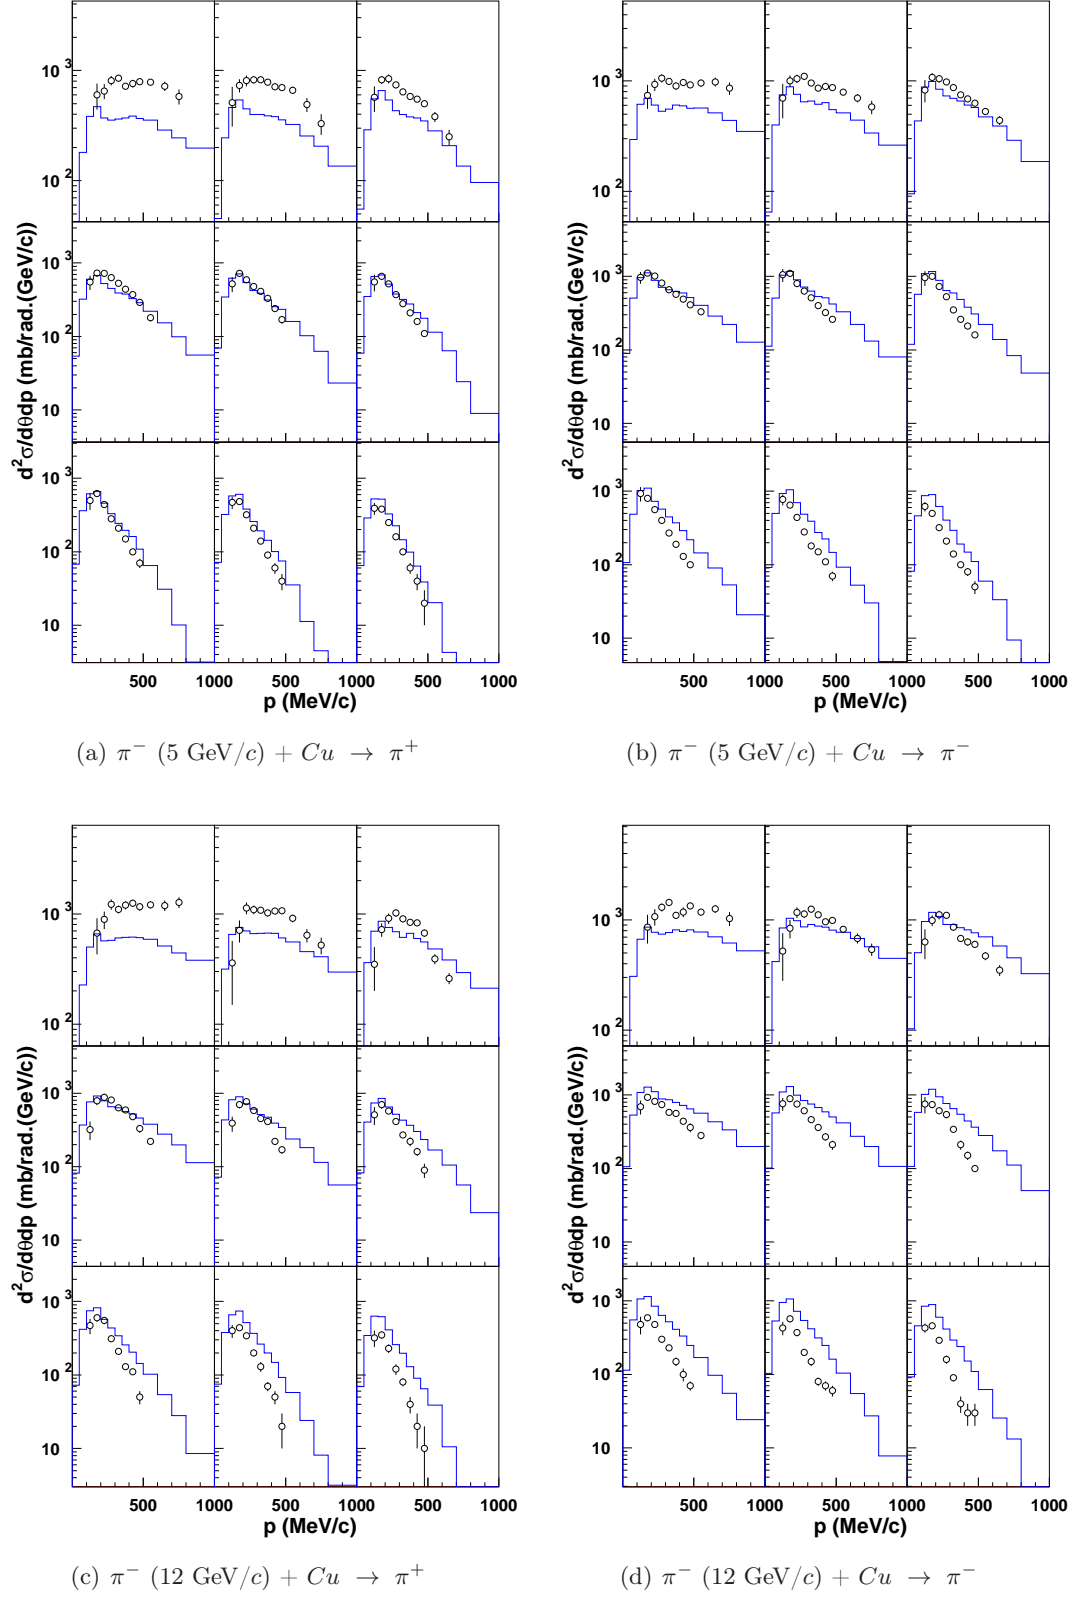 d²σ/dθdp (mb/rad.(GeV/c))
10³
10²
10³
10²
10
10³
10²
10
500 1000 500 1000 500 1000
p (MeV/c)
(a) π⁻ (5 GeV/c) + Cu → π⁺
d²σ/dθdp (mb/rad.(GeV/c))
10³
10²
10³
10²
10
10³
10²
10
500 1000 500 1000 500 1000
p (MeV/c)
(b) π⁻ (5 GeV/c) + Cu → π⁻
d²σ/dθdp (mb/rad.(GeV/c))
10³
10²
10³
10²
10
10³
10²
10
500 1000 500 1000 500 1000
p (MeV/c)
(c) π⁻ (12 GeV/c) + Cu → π⁺
d²σ/dθdp (mb/rad.(GeV/c))
10³
10²
10³
10²
10
10³
10²
10
500 1000 500 1000 500 1000
p (MeV/c)
(d) π⁻ (12 GeV/c) + Cu → π⁻